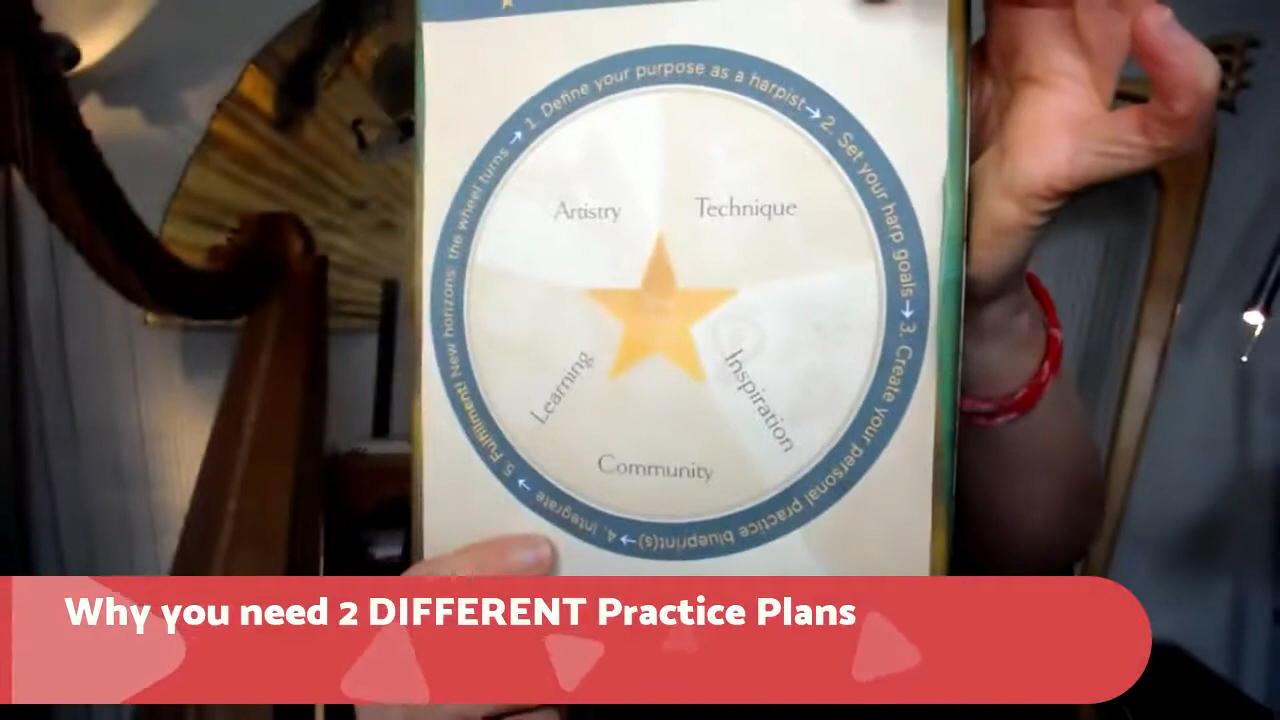 1. Define your purpose as a harpist→
2. Set your harp goals→
3. Create your personal practice blueprint(s)→
4. Integrate →
5. Fulfillment! New horizons: the wheel turns →
Artistry
Technique
Learning
Inspiration
Community
Why you need 2 DIFFERENT Practice Plans